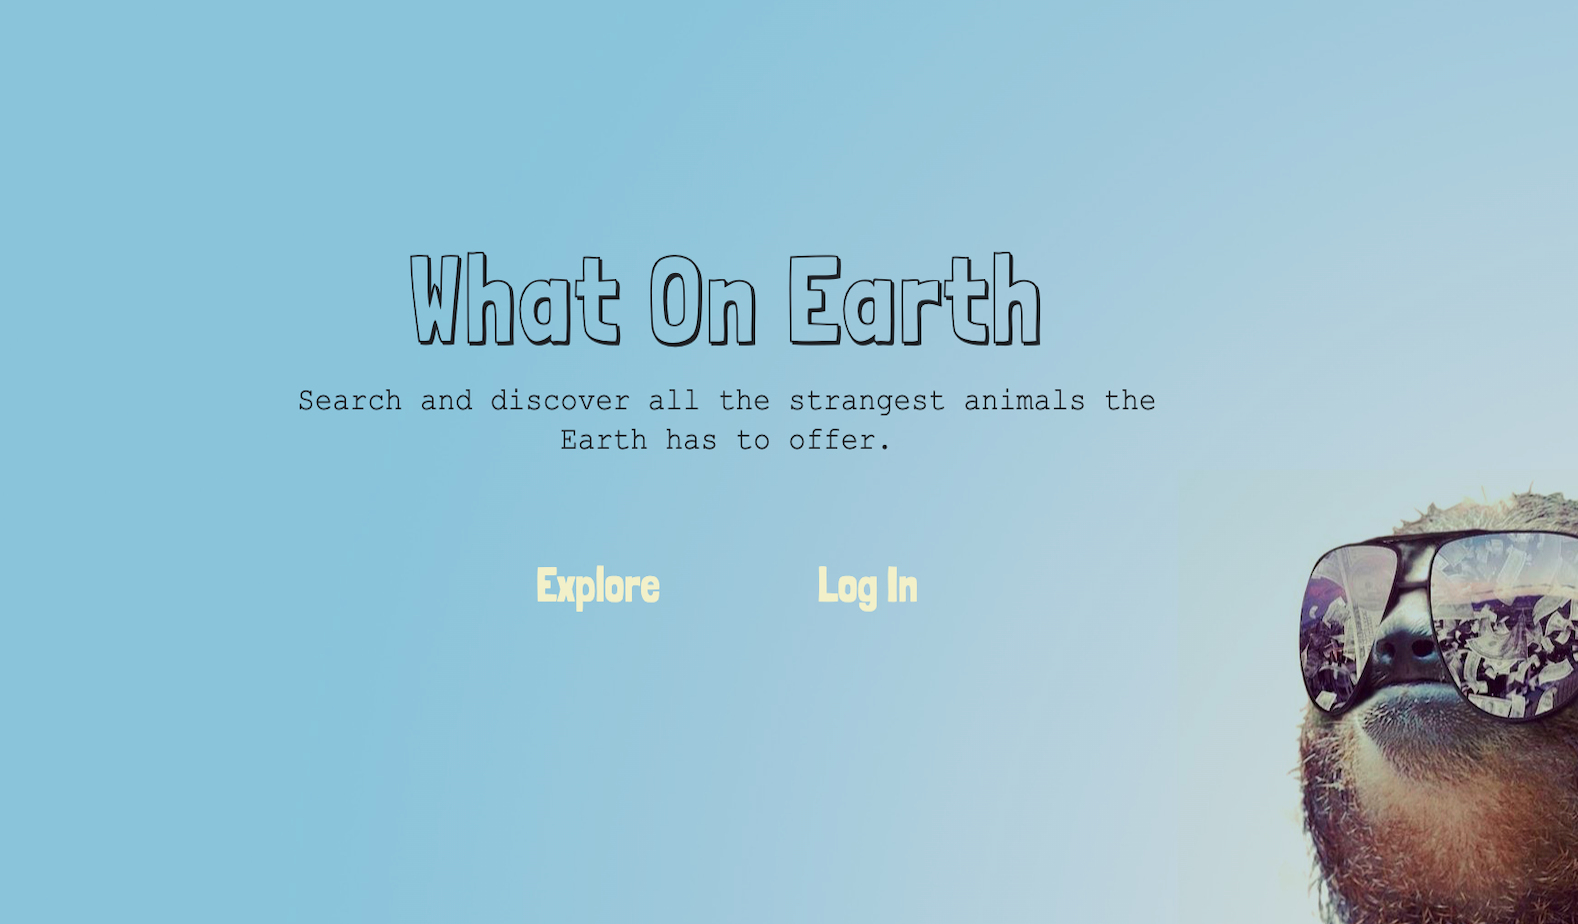 What On Earth
Search and discover all the strangest animals the
Earth has to offer.
Explore
Log In